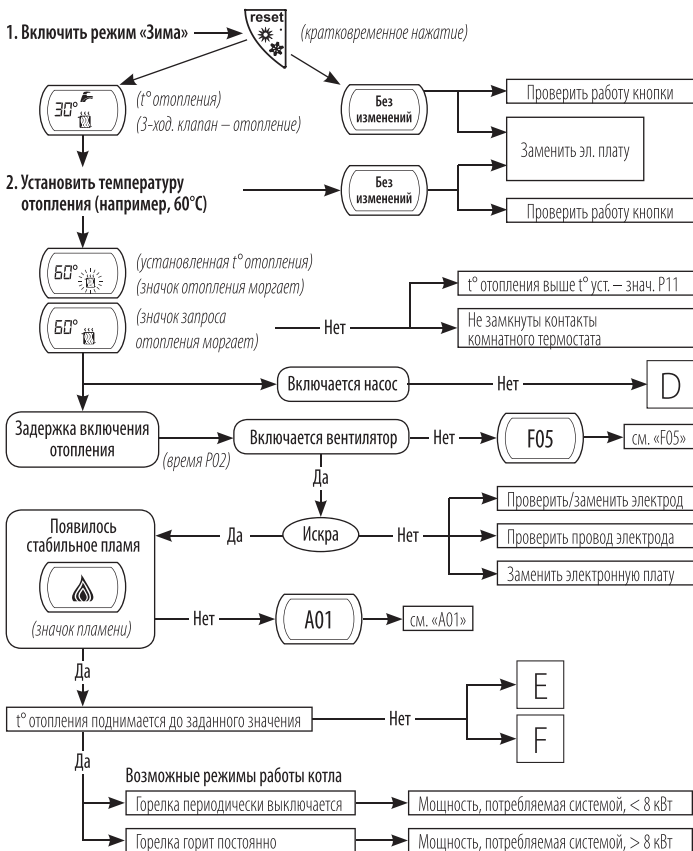 reset
1. Включить режим «Зима»
(кратковременное нажатие)
30°
(t° отопления)
(3-ход. клапан – отопление)
Без
изменений
Проверить работу кнопки
Заменить эл. плату
2. Установить температуру
отопления (например, 60°C)
Без
изменений
Проверить работу кнопки
60°
(установленная t° отопления)
(значок отопления моргает)
60°
(значок запроса
отопления моргает)
Нет
t° отопления выше t° уст. – знач. P11
Не замкнуты контакты
комнатного термостата
Включается насос
Нет
D
Задержка включения
отопления
(время P02)
Включается вентилятор
Нет
F05
см. «F05»
Да
Появилось
стабильное пламя
(значок пламени)
Да
Искра
Нет
Проверить/заменить электрод
Проверить провод электрода
Заменить электронную плату
Нет
A01
см. «A01»
Да
t° отопления поднимается до заданного значения
Нет
E
F
Да
Возможные режимы работы котла
Горелка периодически выключается
Мощность, потребляемая системой, < 8 кВт
Горелка горит постоянно
Мощность, потребляемая системой, > 8 кВт